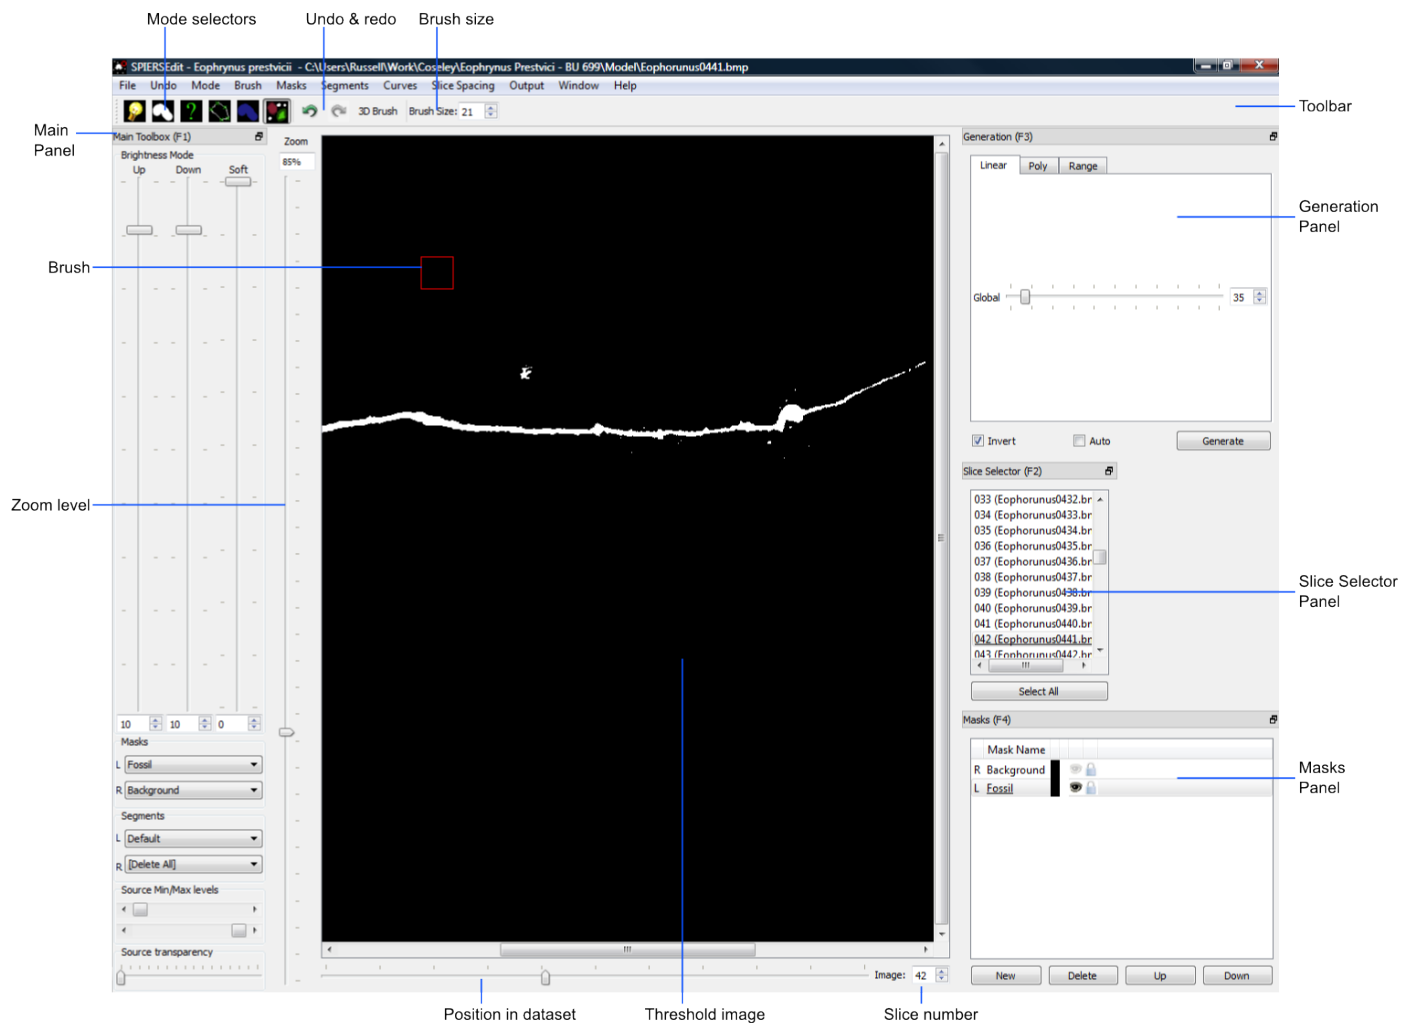 Mode selectors
Undo & redo
Brush size
SPIERSEdit - Eophrynus prestvicii - C:\Users\Russell\Work\Coseley\Eophrynus Prestvici - BU 699\Model\Eophorunus0441.bmp
File Undo Mode Brush Masks Segments Curves Slice Spacing Output Window Help
3D Brush Brush Size: 21
Toolbar
Main
Panel
Main Toolbox (F1)
Brightness Mode
Up Down Soft
Zoom
85%
Brush
Zoom level
10 10 0
Masks
L Fossil
R Background
Segments
L Default
R [Delete All]
Source Min/Max levels
Source transparency
Generation (F3)
Linear Poly Range
Generation
Panel
Global 35
Invert Auto Generate
Slice Selector (F2)
033 (Eophorunus0432.br
034 (Eophorunus0433.br
035 (Eophorunus0434.br
036 (Eophorunus0435.br
037 (Eophorunus0436.br
038 (Eophorunus0437.br
039 (Eophorunus0438.br
040 (Eophorunus0439.br
041 (Eophorunus0440.br
042 (Eophorunus0441.br
043 (Eophorunus0442.br
Slice Selector
Panel
Select All
Masks (F4)
Mask Name
R Background
L Fossil
Masks
Panel
New Delete Up Down
Image: 42
Position in dataset
Threshold image
Slice number